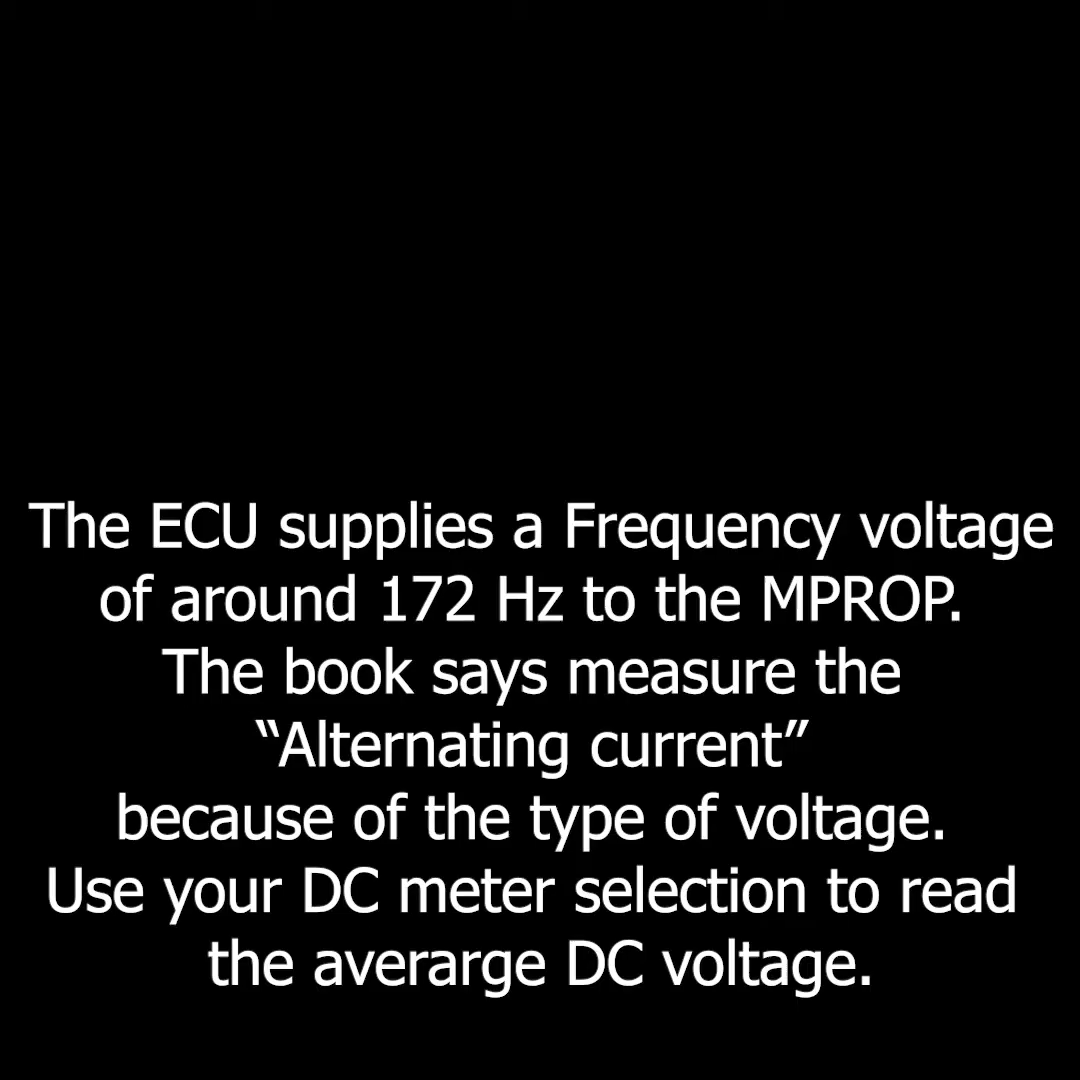 The ECU supplies a Frequency voltage
of around 172 Hz to the MPROP.
The book says measure the
“Alternating current”
because of the type of voltage.
Use your DC meter selection to read
the averarge DC voltage.